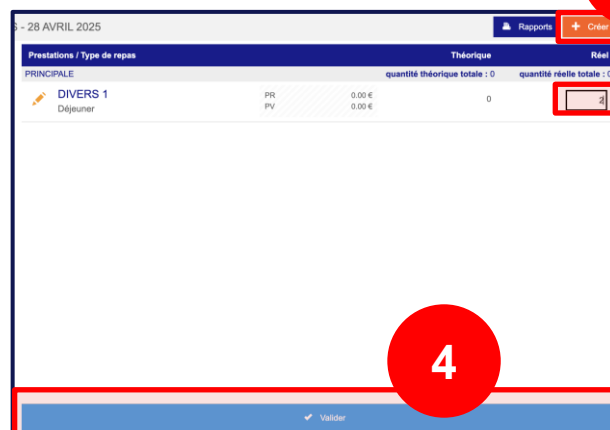 - 28 AVRIL 2025
Rapports
Créer
Prestations / Type de repas Théorique Réel
PRINCIPALE quantité théorique totale : 0 quantité réelle totale : 0
DIVERS 1 PR 0.00 € 0 2
Déjeuner PV 0.00 €
4
Valider